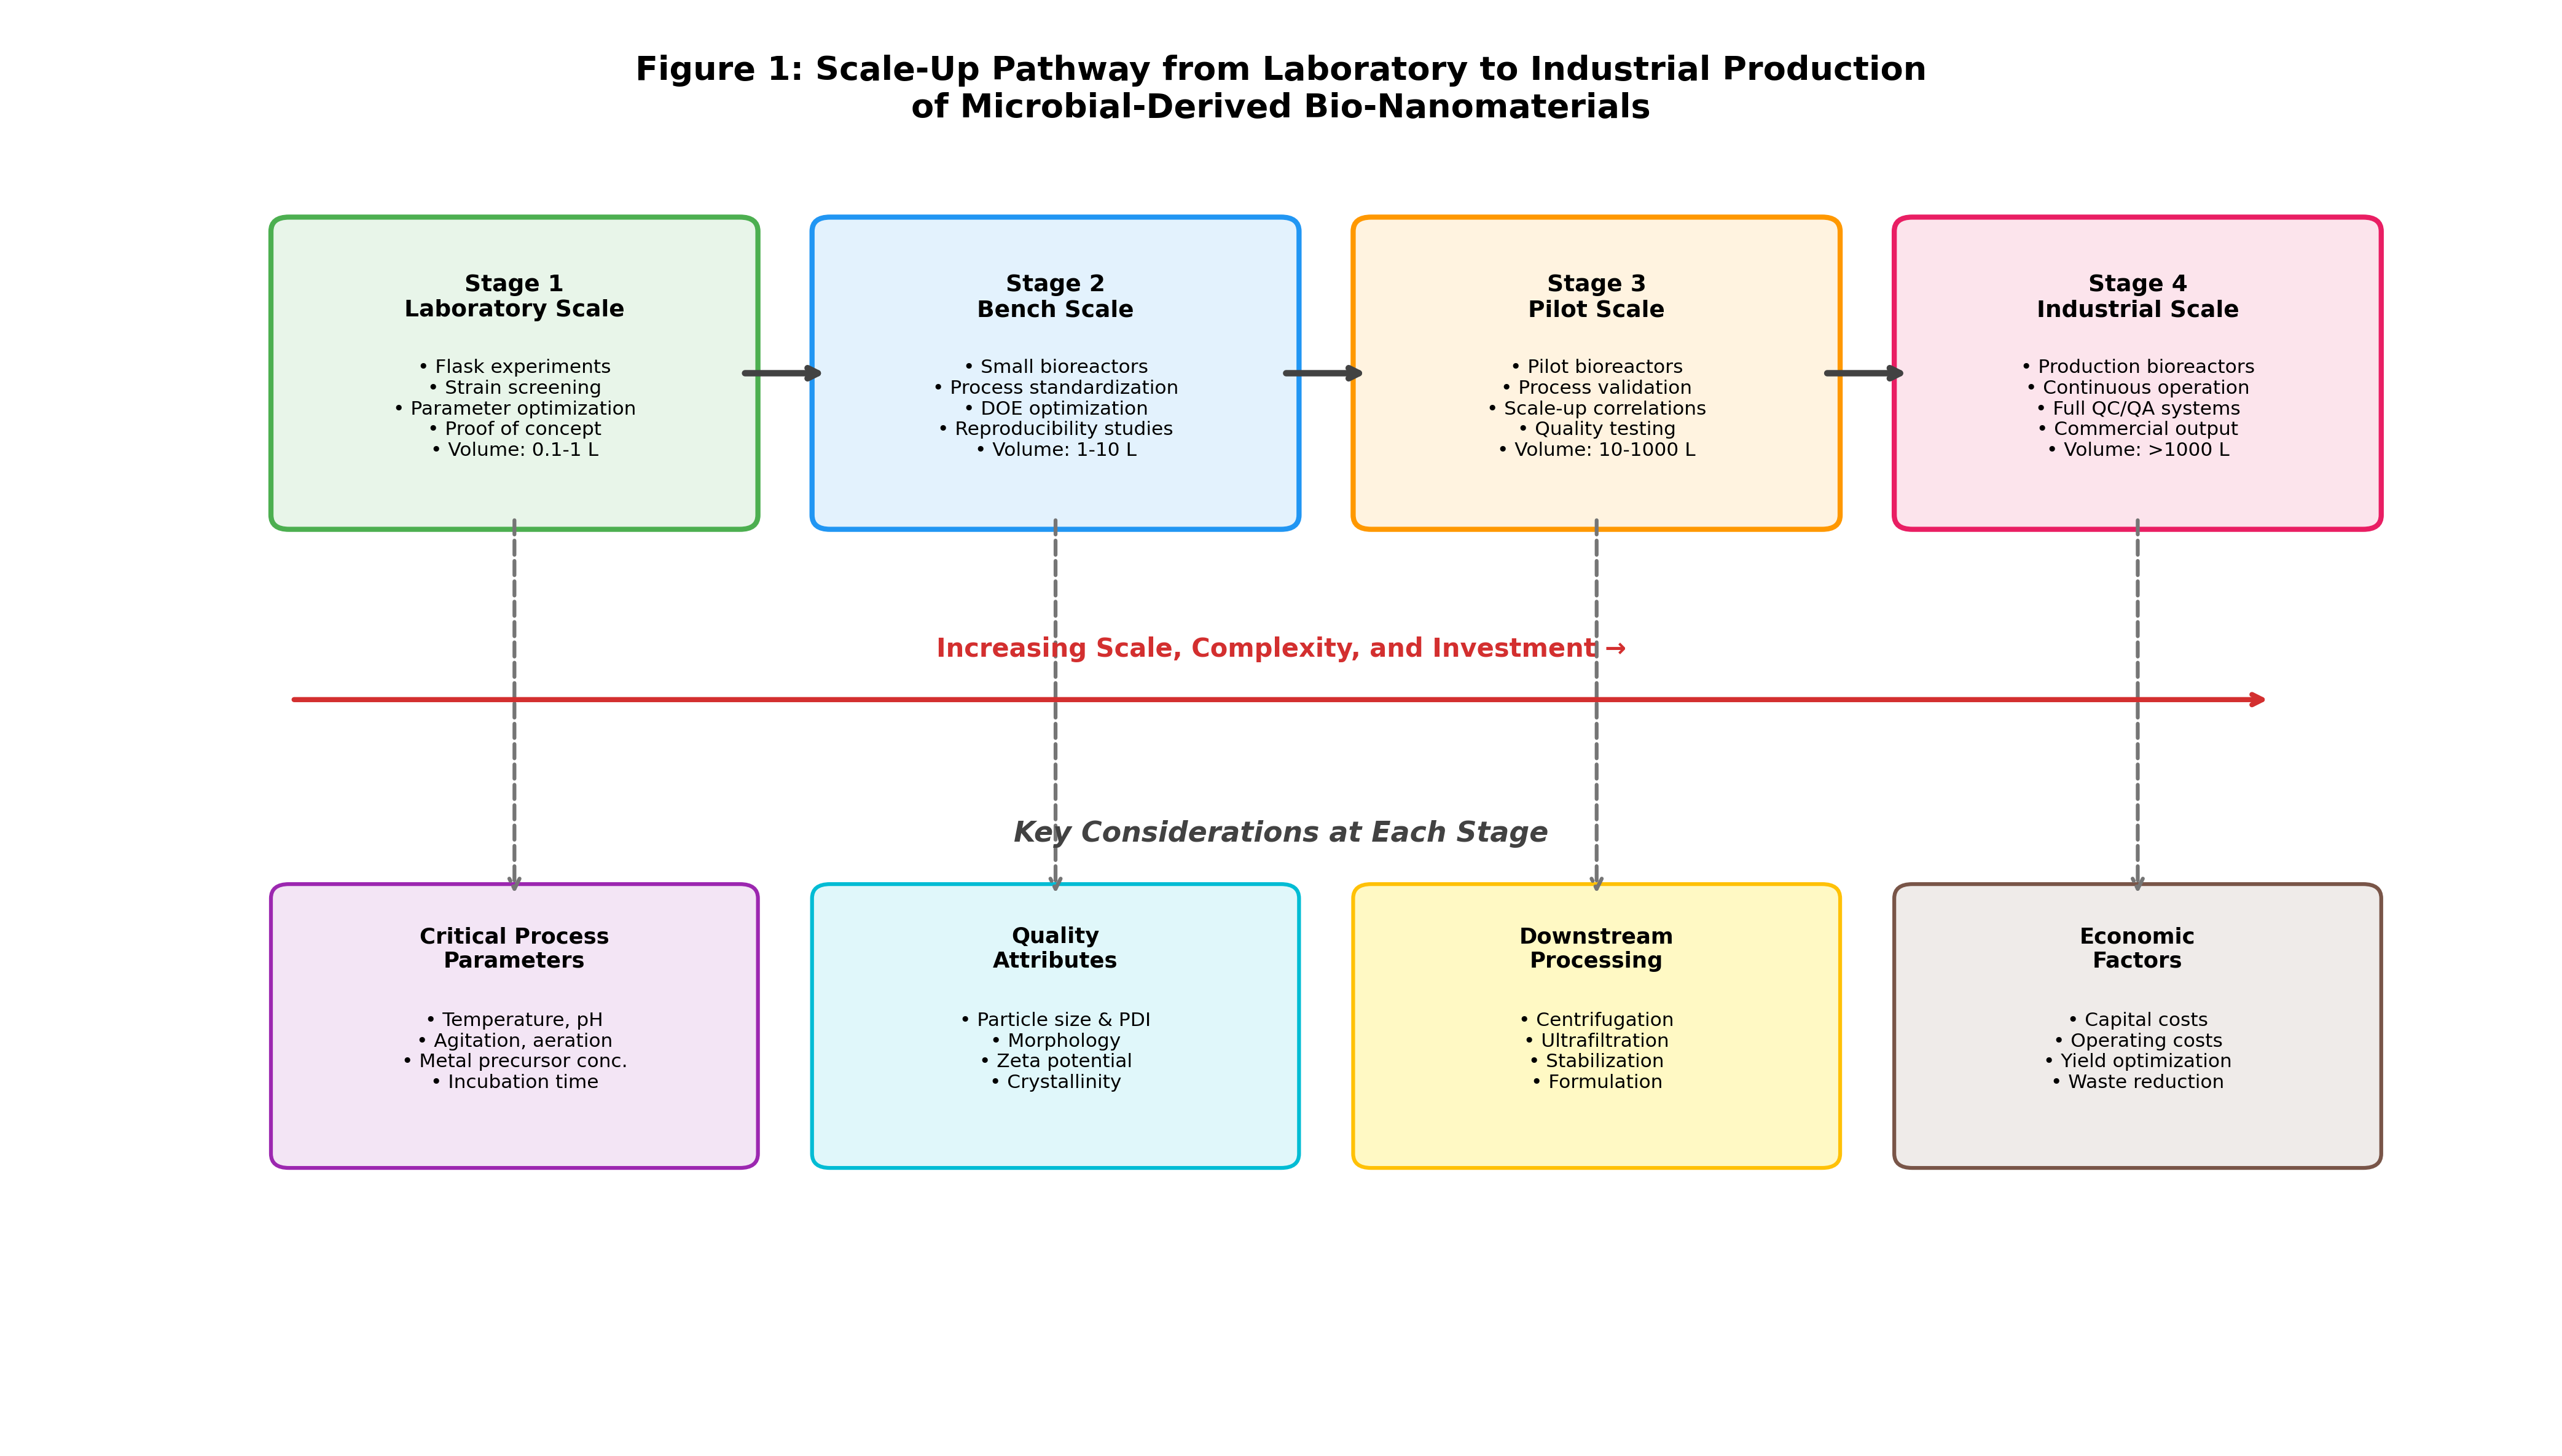 Figure 1: Scale-Up Pathway from Laboratory to Industrial Production
of Microbial-Derived Bio-Nanomaterials
Stage 1
Laboratory Scale
• Flask experiments
• Strain screening
• Parameter optimization
• Proof of concept
• Volume: 0.1-1 L
Stage 2
Bench Scale
• Small bioreactors
• Process standardization
• DOE optimization
• Reproducibility studies
• Volume: 1-10 L
Stage 3
Pilot Scale
• Pilot bioreactors
• Process validation
• Scale-up correlations
• Quality testing
• Volume: 10-1000 L
Stage 4
Industrial Scale
• Production bioreactors
• Continuous operation
• Full QC/QA systems
• Commercial output
• Volume: >1000 L
Increasing Scale, Complexity, and Investment →
Key Considerations at Each Stage
Critical Process
Parameters
• Temperature, pH
• Agitation, aeration
• Metal precursor conc.
• Incubation time
Quality
Attributes
• Particle size & PDI
• Morphology
• Zeta potential
• Crystallinity
Downstream
Processing
• Centrifugation
• Ultrafiltration
• Stabilization
• Formulation
Economic
Factors
• Capital costs
• Operating costs
• Yield optimization
• Waste reduction